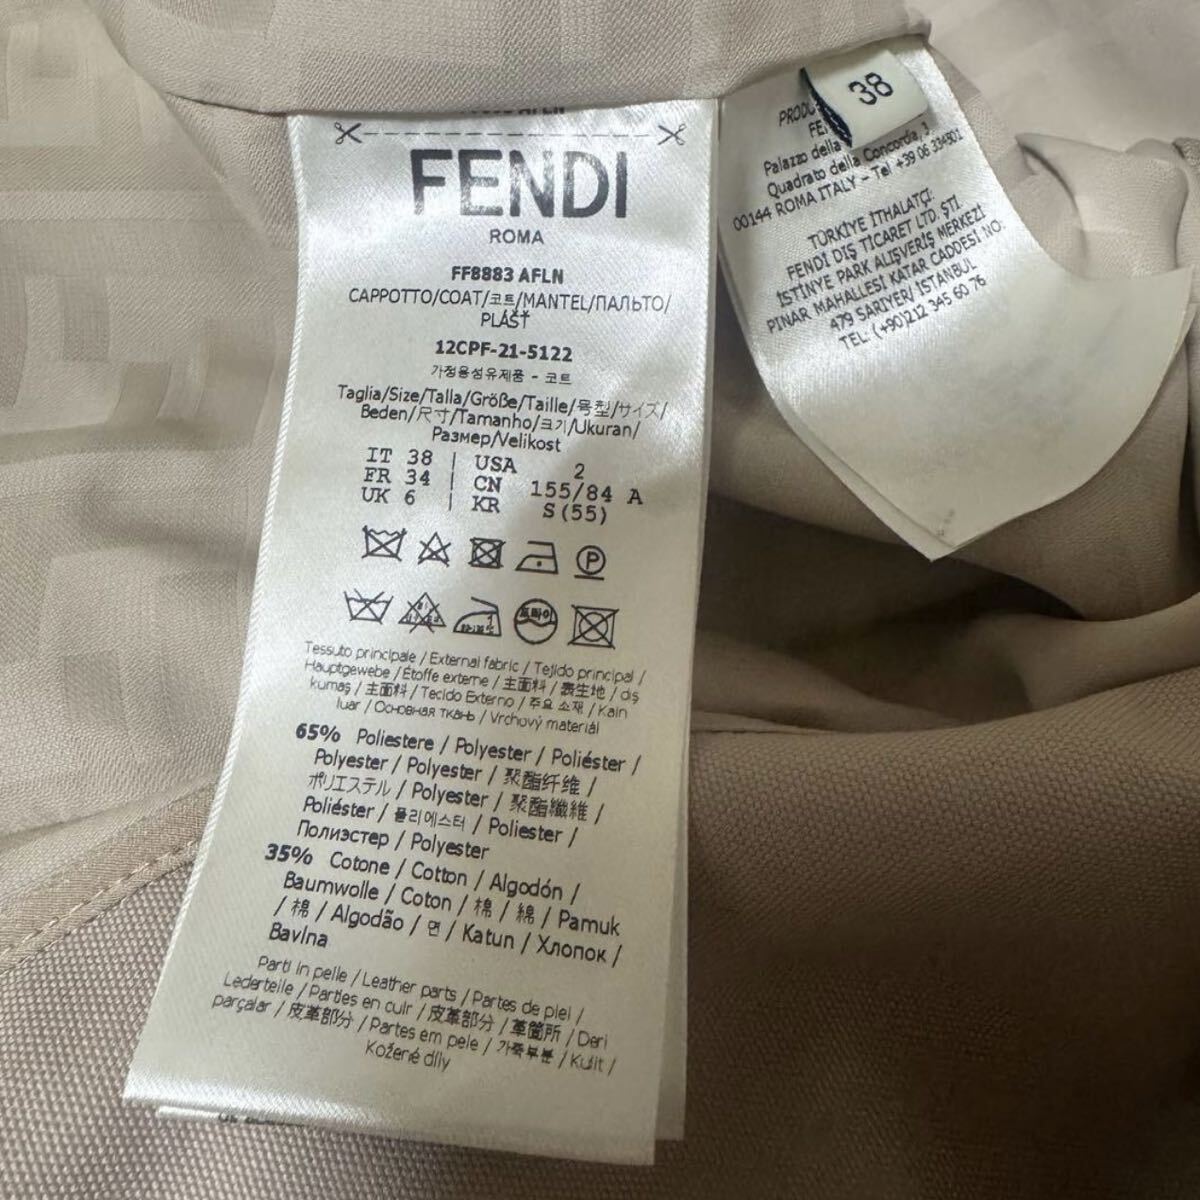 FENDI
ROMA
FF8883 AFLN
CAPPOTTO/COAT/코트/MANTEL/ПАЛЬТО/
PLÁŠŤ
12CPF-21-5122
가정용섬유제품 - 코트
Taglia/Size/Talla/Größe/Taille/号型/サイズ/
Beden/尺寸/Tamanho/크기/Ukuran/
Размер/Velikost
IT 38 | USA 2
FR 34 | CN 155/84 A
UK 6 | KR S(55)
P
드라이
Tessuto principale / External fabric / Tejido principal /
Hauptgewebe / Étoffe externe / 主面料 / 表生地 / dış
kumaş / 主面料 / Tecido Externo / 주요 소재 / Kain
luar / Основная ткань / Vrchový materiál
65% Poliestere / Polyester / Poliéster /
Polyester / Polyester / 聚酯纤维 /
ポリエステル / Polyester / 聚酯纖維 /
Poliéster / 폴리에스터 / Poliester /
Полиэстер / Polyester
35% Cotone / Cotton / Algodón /
Baumwolle / Coton / 棉 / 綿 / Pamuk
/ 棉 / Algodão / 면 / Katun / Хлопок /
Bavlna
Parti in pelle / Leather parts / Partes de piel /
Lederteile / Parties en cuir / 皮革部分 / 革箇所 / Deri
parçalar / 皮革部分 / Partes em pele / 가죽부분 / Kulit /
Kožené díly
38
PRODU
FE
Palazzo della
Quadrato della Concordia, 3
00144 ROMA ITALY - Tel +39 06 334501
TÜRKİYE İTHALATÇI:
FENDI DIŞ TİCARET LTD. ŞTİ
İSTİNYE PARK ALIŞVERİŞ MERKEZİ
PINAR MAHALLESİ KATAR CADDESİ NO:
479 SARIYER/ İSTANBUL
TEL: (+90)212 345 60 76